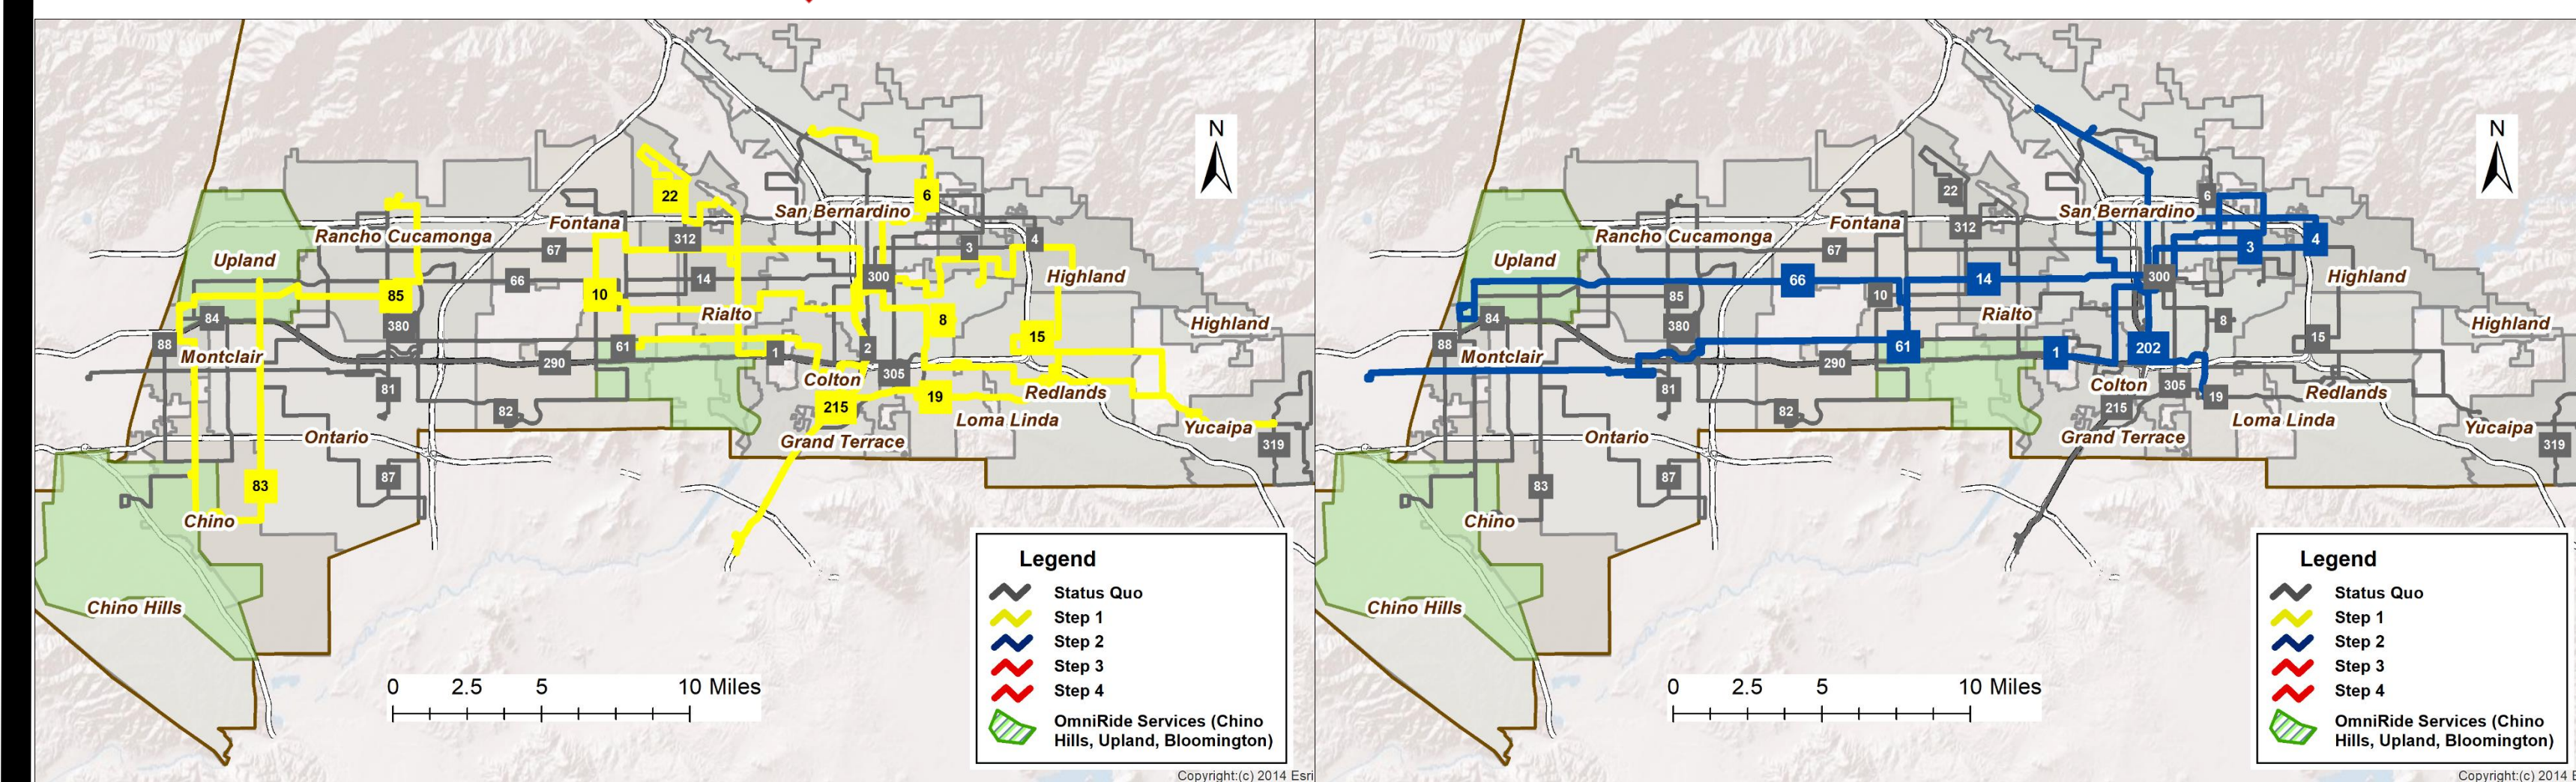 N
6
22
San Bernardino
Fontana
Rancho Cucamonga
312
4
3
67
Upland
300
Highland
66
14
85
10
Rialto
84
8
Highland
380
15
88
61
2
1
Montclair
290
305
Colton
81
Redlands
19
215
82
Loma Linda
Yucaipa
Ontario
Grand Terrace
319
87
83
Chino
Chino Hills
Legend
Status Quo
Step 1
Step 2
Step 3
Step 4
OmniRide Services (Chino
Hills, Upland, Bloomington)
0 2.5 5 10 Miles
Copyright:(c) 2014 Esri
N
22
6
San Bernardino
Fontana
312
Rancho Cucamonga
4
3
67
Upland
300
Highland
66
14
85
10
Rialto
84
8
Highland
380
15
88
61
1
202
Montclair
290
305
Colton
81
Redlands
19
215
82
Loma Linda
Yucaipa
Ontario
Grand Terrace
319
87
83
Chino
Chino Hills
Legend
Status Quo
Step 1
Step 2
Step 3
Step 4
OmniRide Services (Chino
Hills, Upland, Bloomington)
0 2.5 5 10 Miles
Copyright:(c) 2014